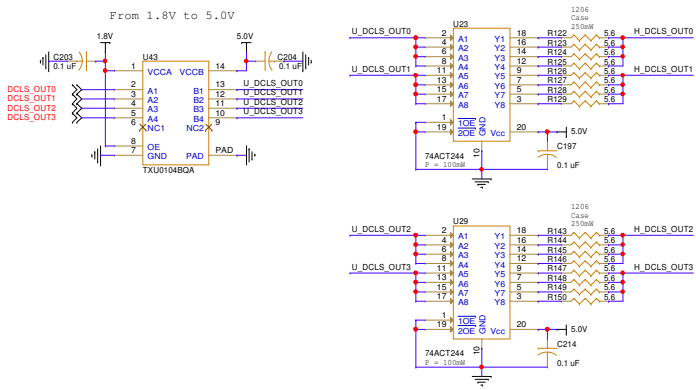 From 1.8V to 5.0V
1.8V
5.0V
C203
0.1 uF
U43
C204
0.1 uF
1 VCCA VCCB 14
DCLS_OUT0 2 A1 B1 13 U_DCLS_OUT0
DCLS_OUT1 3 A2 B2 12 U_DCLS_OUT1
DCLS_OUT2 4 A3 B3 11 U_DCLS_OUT2
DCLS_OUT3 5 A4 B4 10 U_DCLS_OUT3
6 NC1 NC2 9
8 OE
7 GND PAD PAD
TXU0104BQA
1206
Case
250mW
U23
U_DCLS_OUT0 2 A1 Y1 18 R122 5.6 H_DCLS_OUT0
4 A2 Y2 16 R123 5.6
6 A3 Y3 14 R124 5.6
8 A4 Y4 12 R125 5.6
U_DCLS_OUT1 11 A5 Y5 9 R126 5.6 H_DCLS_OUT1
13 A6 Y6 7 R127 5.6
15 A7 Y7 5 R128 5.6
17 A8 Y8 3 R129 5.6
1 1OE
19 2OE GND Vcc 20 5.0V
10
C197
0.1 uF
74ACT244
P = 100mW
1206
Case
250mW
U29
U_DCLS_OUT2 2 A1 Y1 18 R143 5.6 H_DCLS_OUT2
4 A2 Y2 16 R144 5.6
6 A3 Y3 14 R145 5.6
8 A4 Y4 12 R146 5.6
U_DCLS_OUT3 11 A5 Y5 9 R147 5.6 H_DCLS_OUT3
13 A6 Y6 7 R148 5.6
15 A7 Y7 5 R149 5.6
17 A8 Y8 3 R150 5.6
1 1OE
19 2OE GND Vcc 20 5.0V
10
C214
0.1 uF
74ACT244
P = 100mW